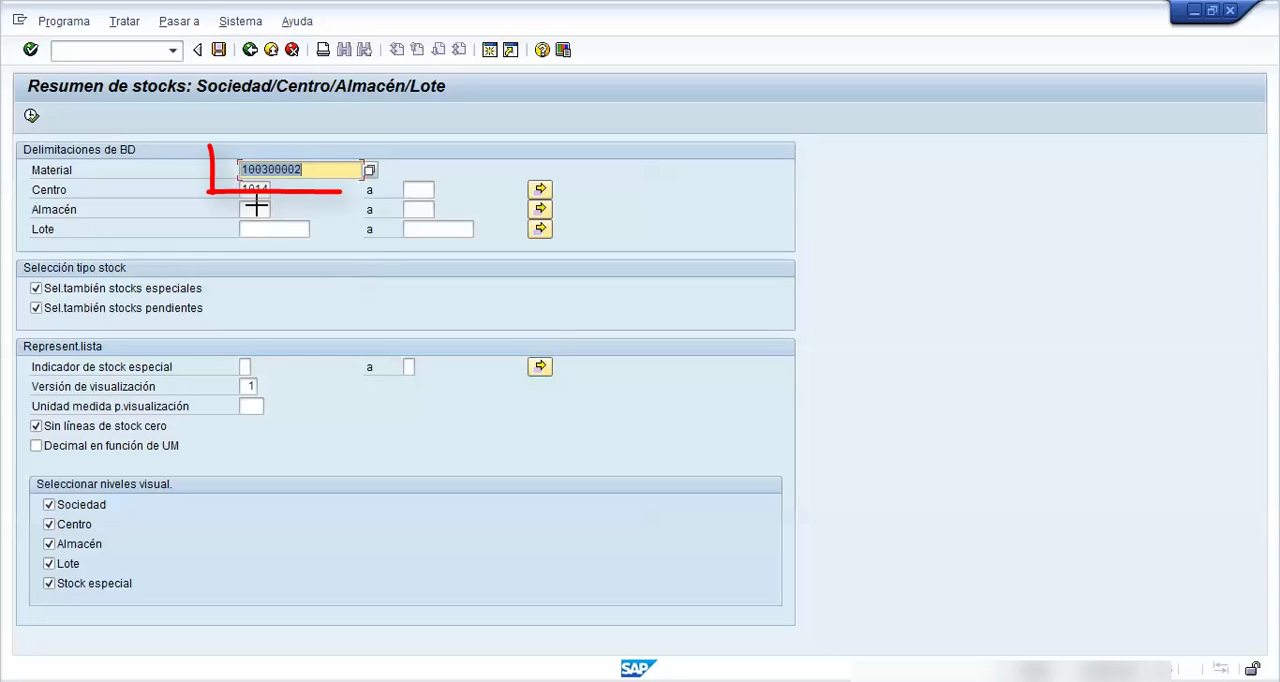 Programa Tratar Pasar a Sistema Ayuda
Resumen de stocks: Sociedad/Centro/Almacén/Lote
Delimitaciones de BD
Material 100300002
Centro 1014 a
Almacén a
Lote a
Selección tipo stock
Sel.también stocks especiales
Sel.también stocks pendientes
Represent.lista
Indicador de stock especial a
Versión de visualización 1
Unidad medida p.visualización
Sin líneas de stock cero
Decimal en función de UM
Seleccionar niveles visual.
Sociedad
Centro
Almacén
Lote
Stock especial
SAP